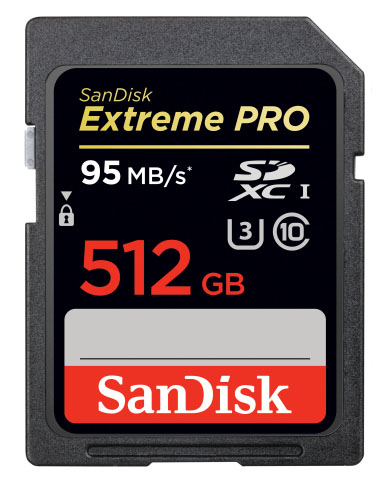 SanDisk
Extreme PRO
95 MB/s*
SD
XC I
3 10
512 GB
SanDisk